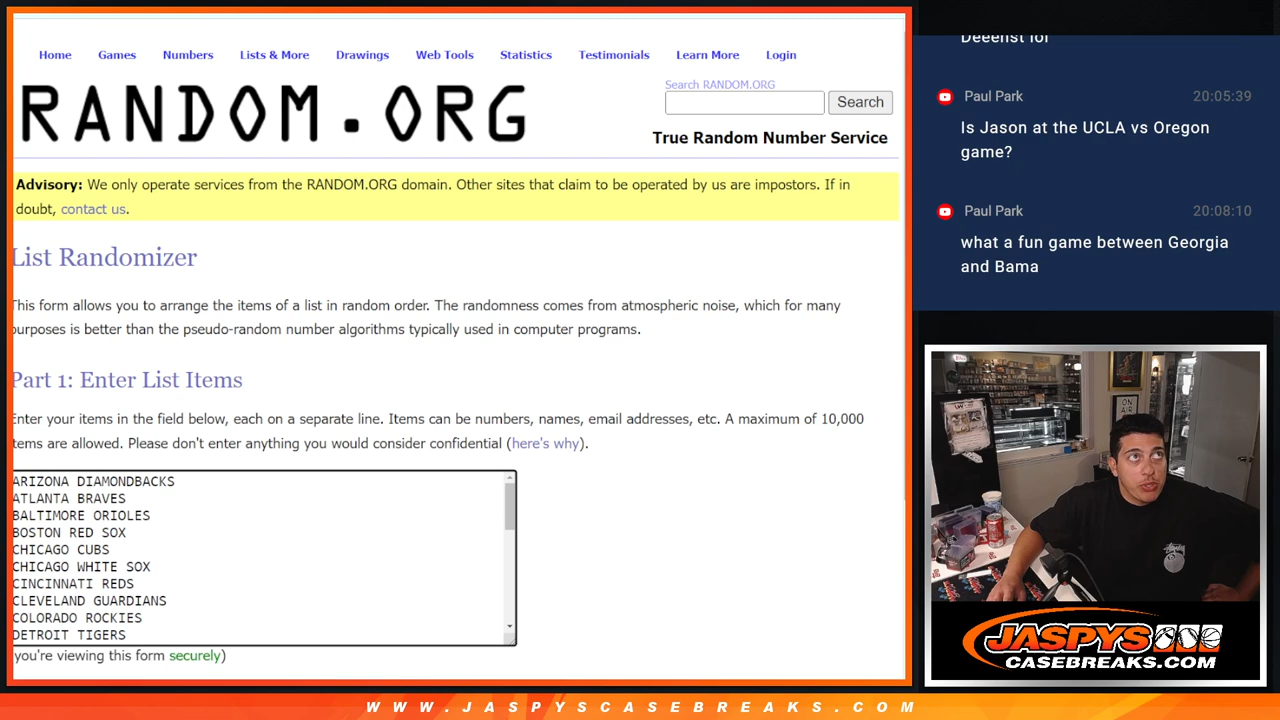 Home Games Numbers Lists & More Drawings Web Tools Statistics Testimonials Learn More Login
RANDOM.ORG
Search RANDOM.ORG
Search
True Random Number Service
Advisory: We only operate services from the RANDOM.ORG domain. Other sites that claim to be operated by us are impostors. If in
doubt, contact us.
List Randomizer
This form allows you to arrange the items of a list in random order. The randomness comes from atmospheric noise, which for many
purposes is better than the pseudo-random number algorithms typically used in computer programs.
Part 1: Enter List Items
Enter your items in the field below, each on a separate line. Items can be numbers, names, email addresses, etc. A maximum of 10,000
items are allowed. Please don't enter anything you would consider confidential (here's why).
ARIZONA DIAMONDBACKS
ATLANTA BRAVES
BALTIMORE ORIOLES
BOSTON RED SOX
CHICAGO CUBS
CHICAGO WHITE SOX
CINCINNATI REDS
CLEVELAND GUARDIANS
COLORADO ROCKIES
DETROIT TIGERS
you're viewing this form securely)
Paul Park 20:05:39
Is Jason at the UCLA vs Oregon
game?
Paul Park 20:08:10
what a fun game between Georgia
and Bama
ON
AIR
JASPYS
CASEBREAKS.COM
WWW.JASPYSCASEBREAKS.COM